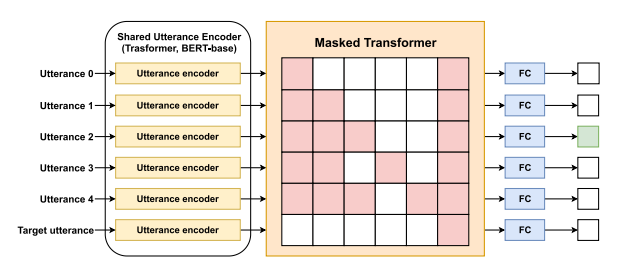 Shared Utterance Encoder
(Trasformer, BERT-base)
Masked Transformer
Utterance 0
Utterance encoder
FC
Utterance 1
Utterance encoder
FC
Utterance 2
Utterance encoder
FC
Utterance 3
Utterance encoder
FC
Utterance 4
Utterance encoder
FC
Target utterance
Utterance encoder
FC